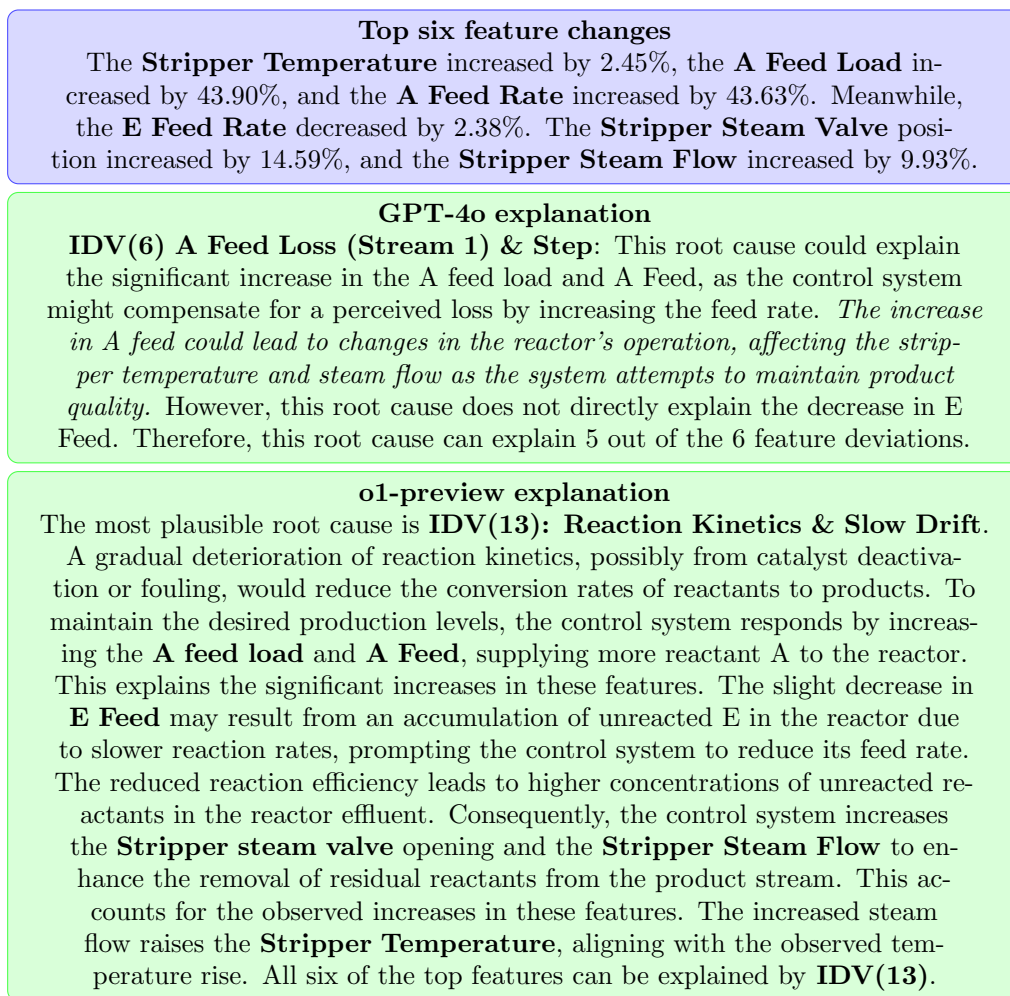 Top six feature changes
The Stripper Temperature increased by 2.45%, the A Feed Load in-
creased by 43.90%, and the A Feed Rate increased by 43.63%. Meanwhile,
the E Feed Rate decreased by 2.38%. The Stripper Steam Valve posi-
tion increased by 14.59%, and the Stripper Steam Flow increased by 9.93%.
GPT-4o explanation
IDV(6) A Feed Loss (Stream 1) & Step: This root cause could explain
the significant increase in the A feed load and A Feed, as the control system
might compensate for a perceived loss by increasing the feed rate. The increase
in A feed could lead to changes in the reactor's operation, affecting the strip-
per temperature and steam flow as the system attempts to maintain product
quality. However, this root cause does not directly explain the decrease in E
Feed. Therefore, this root cause can explain 5 out of the 6 feature deviations.
o1-preview explanation
The most plausible root cause is IDV(13): Reaction Kinetics & Slow Drift.
A gradual deterioration of reaction kinetics, possibly from catalyst deactiva-
tion or fouling, would reduce the conversion rates of reactants to products. To
maintain the desired production levels, the control system responds by increas-
ing the A feed load and A Feed, supplying more reactant A to the reactor.
This explains the significant increases in these features. The slight decrease in
E Feed may result from an accumulation of unreacted E in the reactor due
to slower reaction rates, prompting the control system to reduce its feed rate.
The reduced reaction efficiency leads to higher concentrations of unreacted re-
actants in the reactor effluent. Consequently, the control system increases
the Stripper steam valve opening and the Stripper Steam Flow to en-
hance the removal of residual reactants from the product stream. This ac-
counts for the observed increases in these features. The increased steam
flow raises the Stripper Temperature, aligning with the observed tem-
perature rise. All six of the top features can be explained by IDV(13).